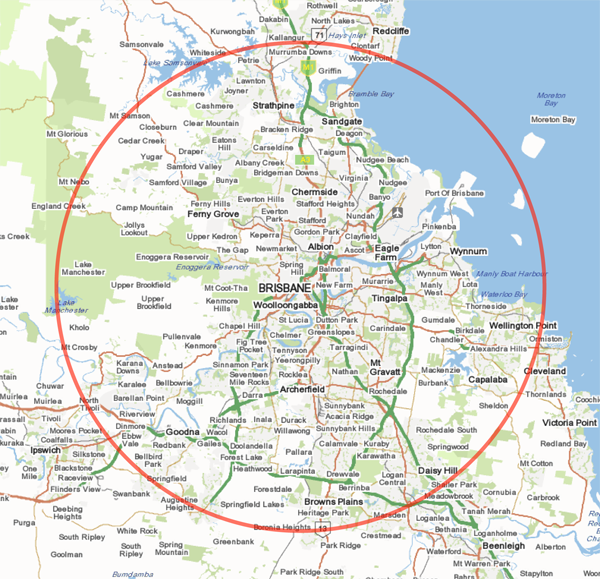 Rothwell
Dakabin
North Lakes
Kurwongbah
Kallangur
71
Hays Inlet
Redcliffe
Samsonvale
Whiteside
Murrumba Downs
Clontarf
Lake Samsonvale
Petrie
M1
Griffin
Woody Point
Lawnton
Joyner
Cashmere
Bramble Bay
Moreton
Bay
Cashmere
Strathpine
Brighton
Mt Samson
Clear Mountain
Sandgate
Moreton Bay
Closeburn
Bracken Ridge
Deagon
Mt Glorious
Cedar Creek
Eatons
Hill
Carseldine
Taigum
Yugar
Draper
Albany Creek
A3
Nudgee Beach
Samford Valley
Bridgeman Downs
Mt Nebo
Samford Village
Bunya
Virginia
Nudgee
Chermside
Banyo
Port Of Brisbane
England Creek
Camp Mountain
Ferny Hills
Everton Hills
Stafford Heights
Ferny Grove
Everton
Park
Stafford
Nundah
Jollys
Lookout
Gordon Park
Pinkenba
a Creek
Upper Kedron
Keperra
Clayfield
The Gap
Newmarket
Albion
Ascot
Eagle
Farm
Lytton
Wynnum
Enoggera Reservoir
Enoggera Reservoir
Spring
Hill
Balmoral
Lake
Manchester
Upper Brookfield
Mt Coot-Tha
BRISBANE
New Farm
Murarrie
Wynnum West
Manly Boat Harbour
Manly
West
Lota
Waterloo Bay
Lake
Manchester
Upper
Brookfield
Kenmore
Hills
Woolloongabba
Tingalpa
Thorneside
Kholo
Chapel Hill
St Lucia
Dutton Park
Gumdale
Wellington Point
Pullenvale
Chelmer
Greenslopes
Carindale
Birkdale
Ormiston
Mt Crosby
Kenmore
Fig Tree
Pocket
Tennyson
Tarragindi
Chandler
Alexandra Hills
Karana
Downs
Anstead
Sinnamon Park
Yeerongpilly
Mt
Gravatt
Mackenzie
Cleveland
Chuwar
Karalee
Bellbowrie
Seventeen
Mile Rocks
Rocklea
Nathan
Burbank
Capalaba
Muirlea
North
Tivoli
Barellan Point
Moggill
Archerfield
Thornlands
Tivoli
Riverview
Sunnybank
Sheldon
Moores Pocket
Dinmore
Richlands
Inala
Durack
Acacia Ridge
Victoria Point
Coalfalls
Ebbw
Vale
Goodna
Wacol
Willawong
Sunnybank Hills
Rochedale South
Redland Bay
Ipswich
Redbank
Gailes
Doolandella
Calamvale
Kuraby
Springwood
Silkstone
Blackstone
Bellbird
Park
Forest Lake
Pallara
Karawatha
Mt Cotton
One
Mile
Raceview
Heathwood
Larapinta
Drewvale
Logan
Central
Daisy Hill
Flinders View
Springfield
Shailer Park
Swanbank
Forestdale
Berrinba
Cornubia
Carbrook
Augustine
Heights
Springfield Lakes
Browns Plains
Meadowbrook
Tanah Merah
Deebing
Heights
Heritage Park
Marsden
Bethania
Purga
White Rock
Boronia Heights
13
Loganlea
Loganholme
South Ripley
Greenbank
Crestmead
Beenleigh
Alberton
Goolman
South
Ripley
Spring
Mountain
Park Ridge
Waterford
Mt Warren Park
Bundamba
Park Ridge South
Logan
Reserve
Bahrs
Stapylton